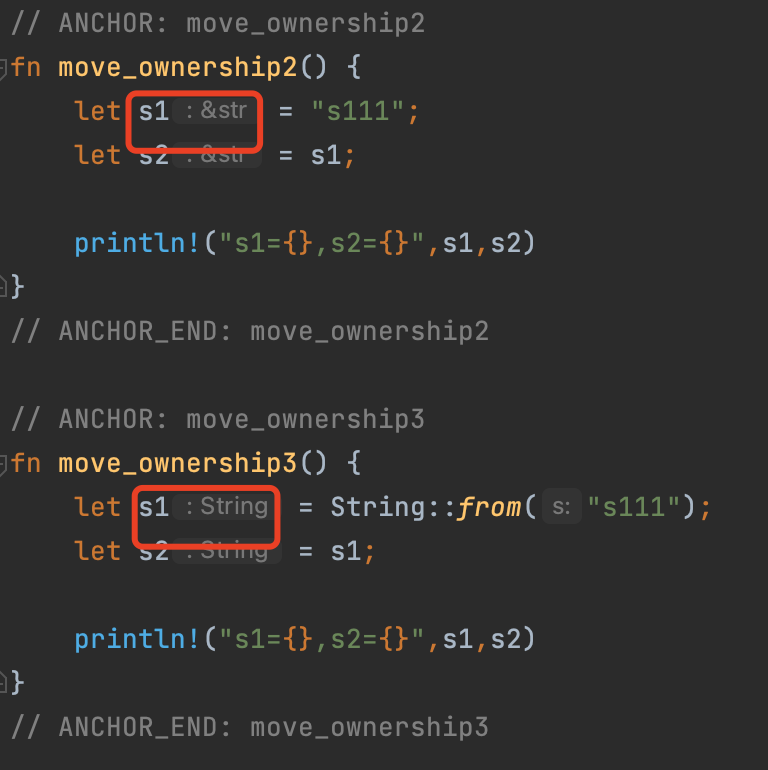 // ANCHOR: move_ownership2
fn move_ownership2() {
    let s1 : &str = "s111";
    let s2 : &str = s1;
    println!("s1={},s2={}",s1,s2)
}
// ANCHOR_END: move_ownership2
// ANCHOR: move_ownership3
fn move_ownership3() {
    let s1 : String = String::from( s: "s111");
    let s2 : String = s1;
    println!("s1={},s2={}",s1,s2)
}
// ANCHOR_END: move_ownership3